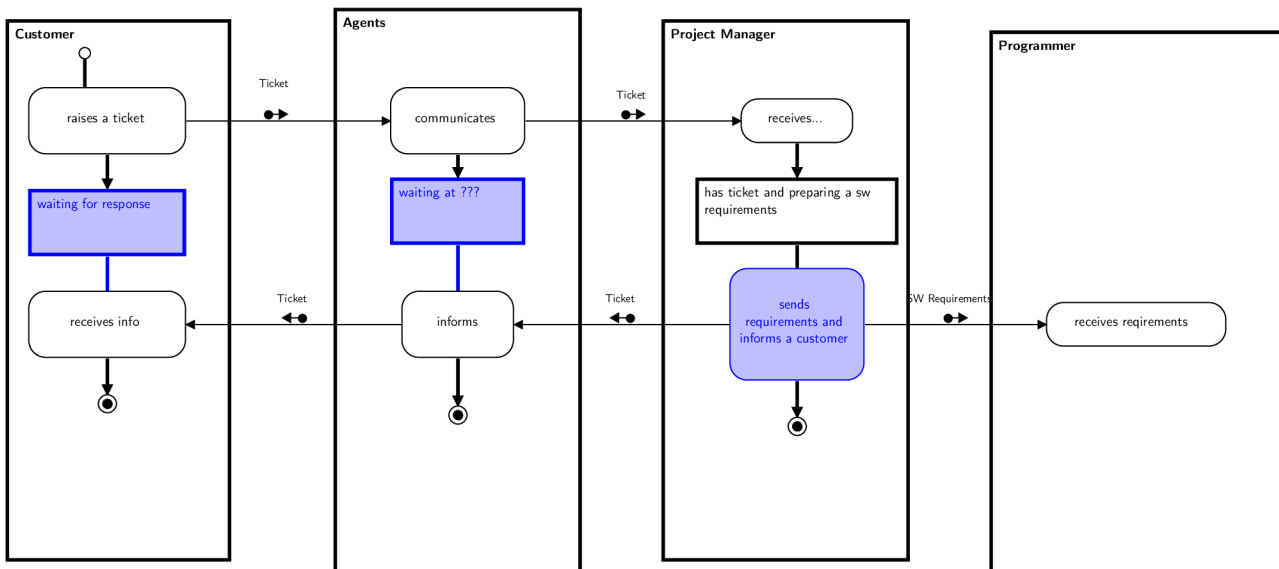 Customer
Agents
Project Manager
Programmer
Ticket
Ticket
raises a ticket
communicates
receives...
waiting for response
waiting at ???
has ticket and preparing a sw
requirements
Ticket
Ticket
SW Requirements
receives info
informs
sends
requirements and
informs a customer
receives reqirements